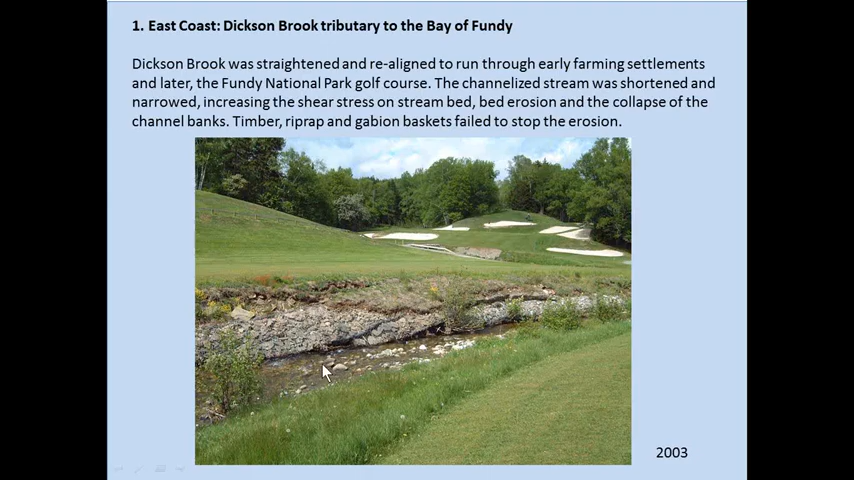 1. East Coast: Dickson Brook tributary to the Bay of Fundy
Dickson Brook was straightened and re-aligned to run through early farming settlements
and later, the Fundy National Park golf course. The channelized stream was shortened and
narrowed, increasing the shear stress on stream bed, bed erosion and the collapse of the
channel banks. Timber, riprap and gabion baskets failed to stop the erosion.
2003